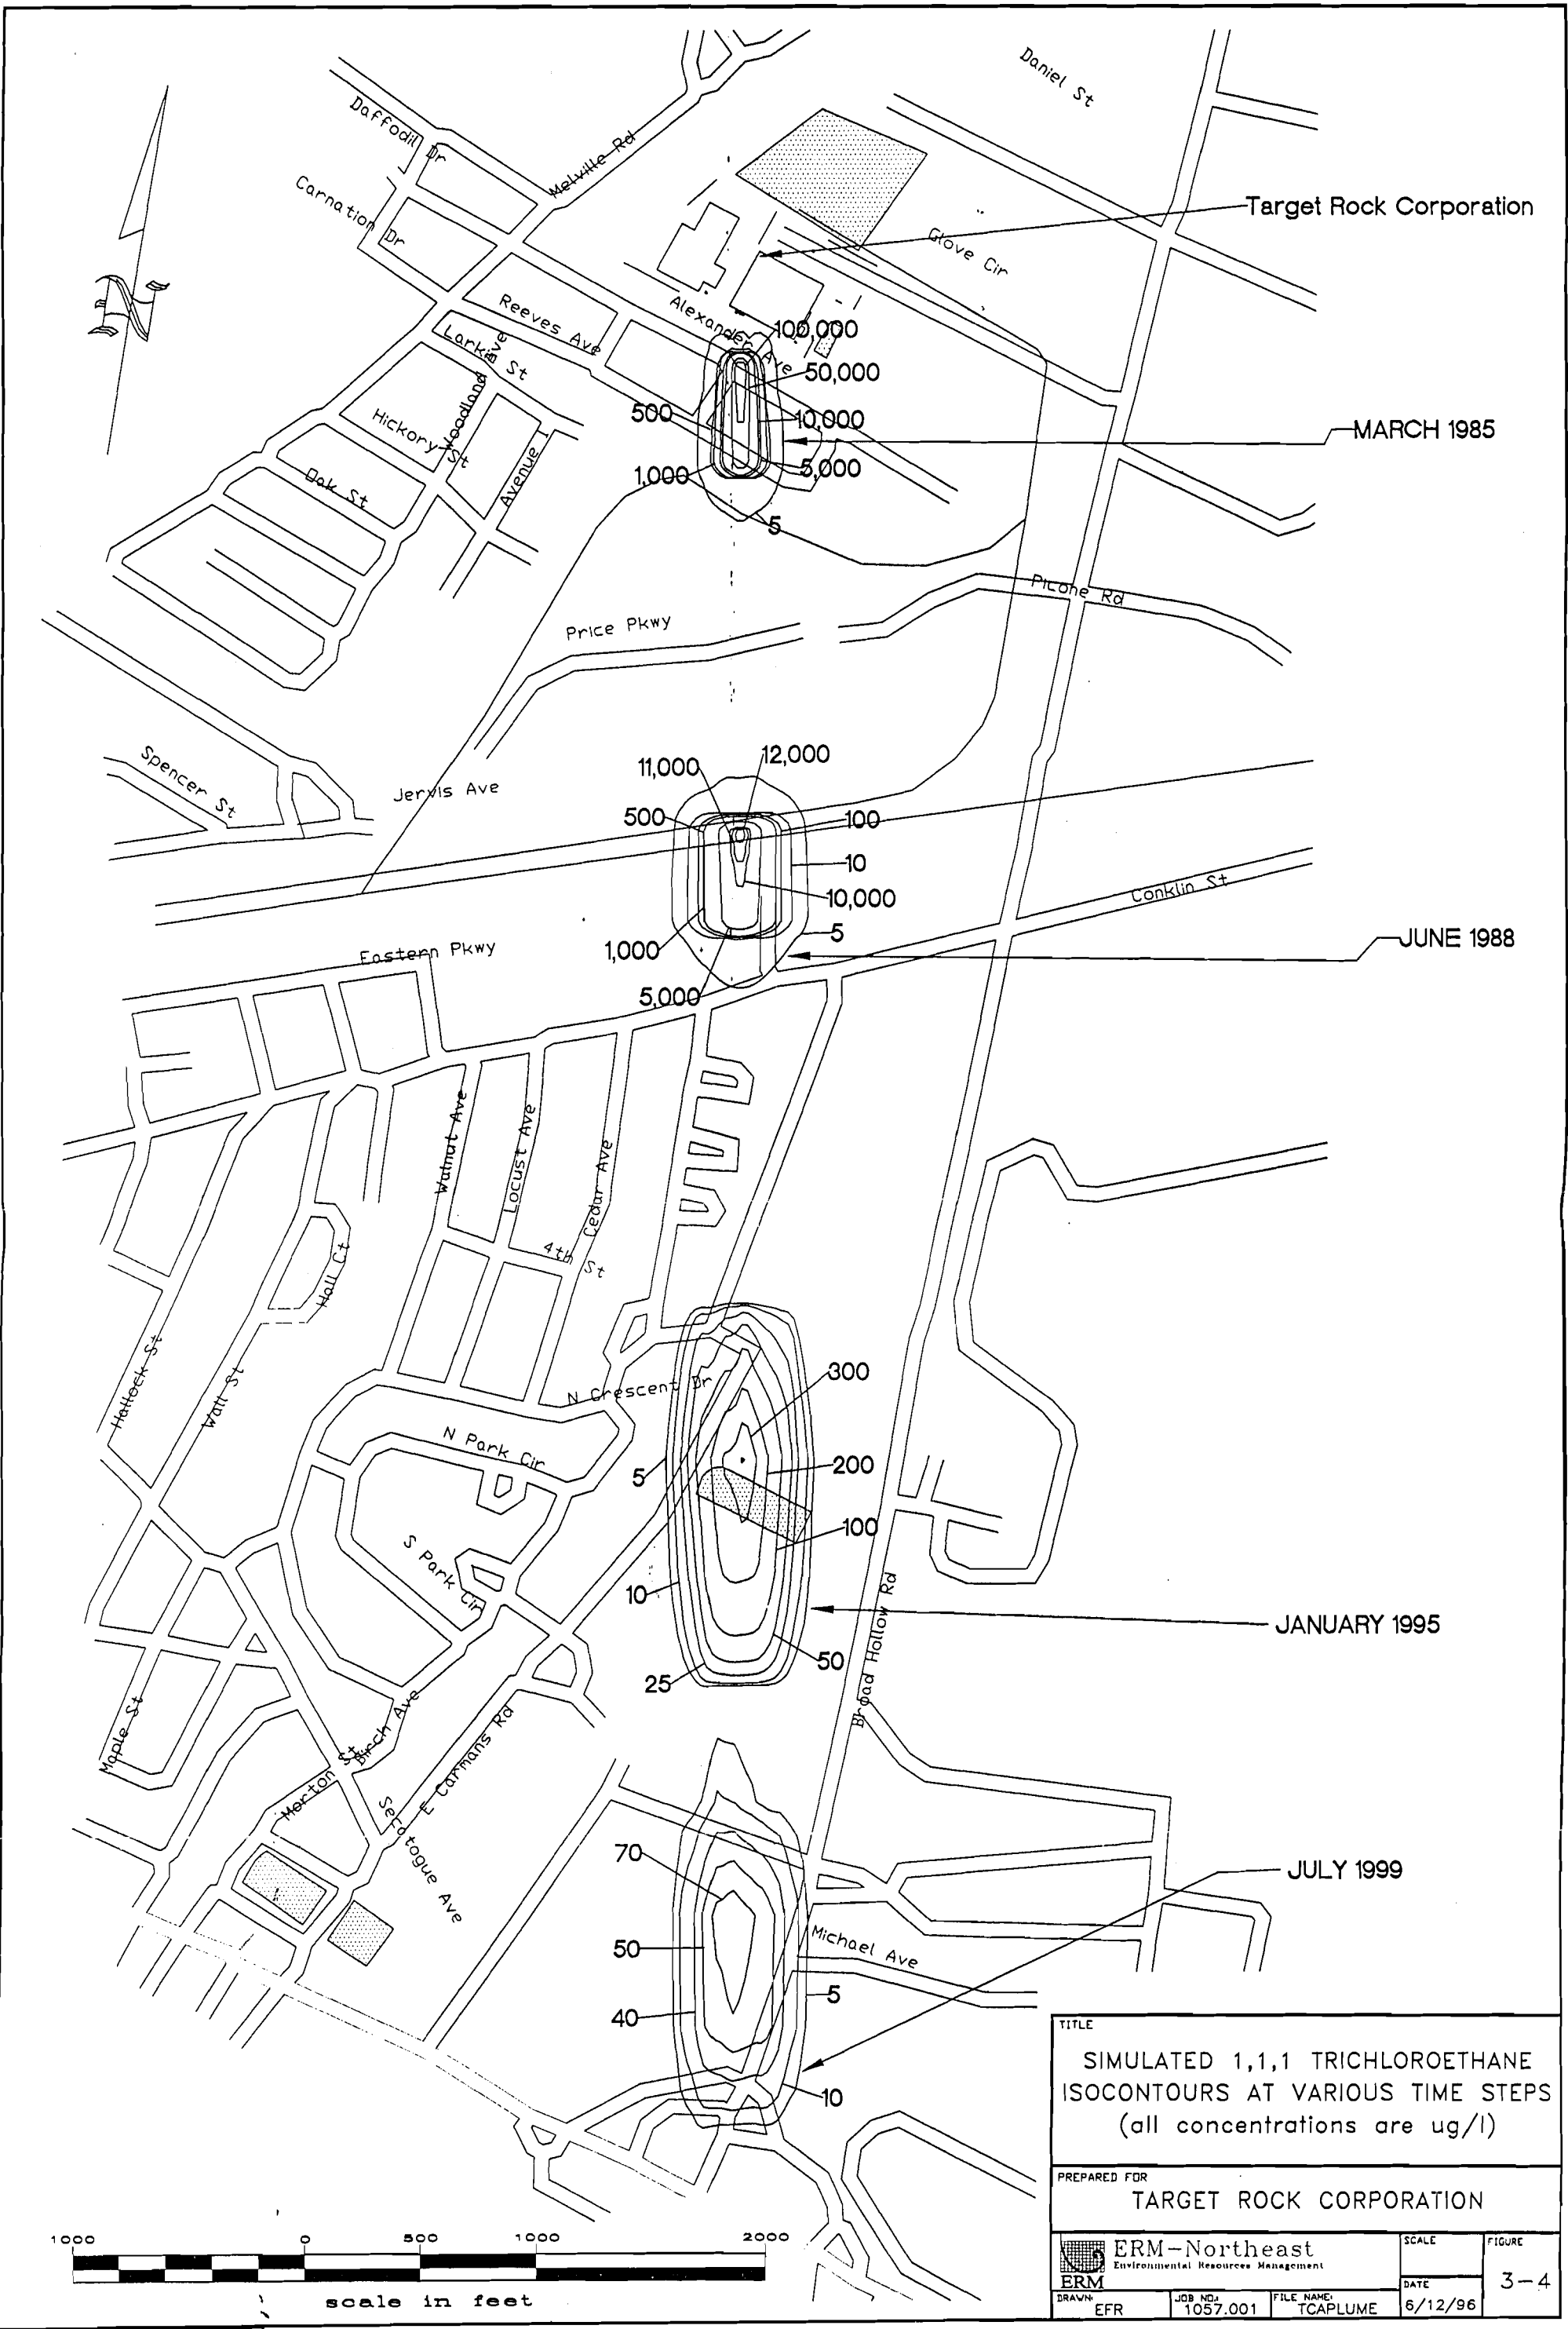 Daniel St
Daffodil Dr
Melville Rd
Carnation Dr
Target Rock Corporation
Glove Cir
Reeves Ave
Alexander Ave
Larkin St
Woodland Ave
100,000
50,000
500
10,000
Hickory St
MARCH 1985
Avenue I
1,000
5,000
Oak St
5
Picone Rd
Price Pkwy
Spencer St
Jervis Ave
11,000
12,000
500
100
10
10,000
Conklin St
5
1,000
JUNE 1988
Eastern Pkwy
5,000
Walnut Ave
Locust Ave
Cedar Ave
4th St
Hall Ct
Hallock St
Wall St
N Crescent Dr
300
N Park Cir
5
200
100
S Park Cir
10
Broad Hollow Rd
JANUARY 1995
50
25
Maple St
Birch Ave
Morton St
E Carmans Rd
Secatogue Ave
70
JULY 1999
50
Michael Ave
5
40
10
N
TITLE
SIMULATED 1,1,1 TRICHLOROETHANE
ISOCONTOURS AT VARIOUS TIME STEPS
(all concentrations are ug/l)
PREPARED FOR
TARGET ROCK CORPORATION
ERM-Northeast
Environmental Resources Management
ERM
SCALE
FIGURE
3-4
DATE
6/12/96
DRAWN:
EFR
JOB NO.:
1057.001
FILE NAME:
TCAPLUME
1000 0 500 1000 2000
scale in feet